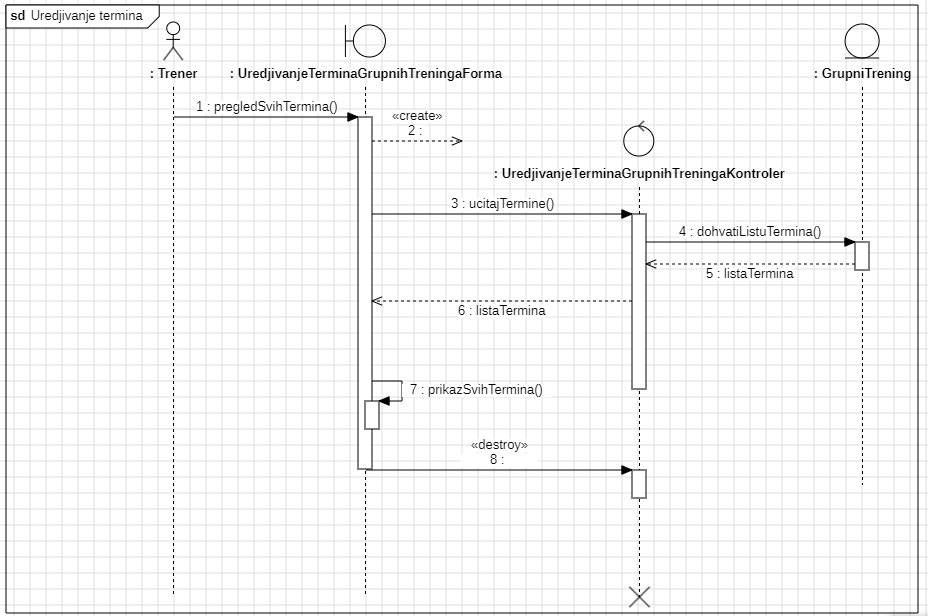 sd Uredjivanje termina
: Trener
: UredjivanjeTerminaGrupnihTreningaForma
: GrupniTrening
1 : pregledSvihTermina()
«create»
2 :
: UredjivanjeTerminaGrupnihTreningaKontroler
3 : ucitajTermine()
4 : dohvatiListuTermina()
5 : listaTermina
6 : listaTermina
7 : prikazSvihTermina()
«destroy»
8 :